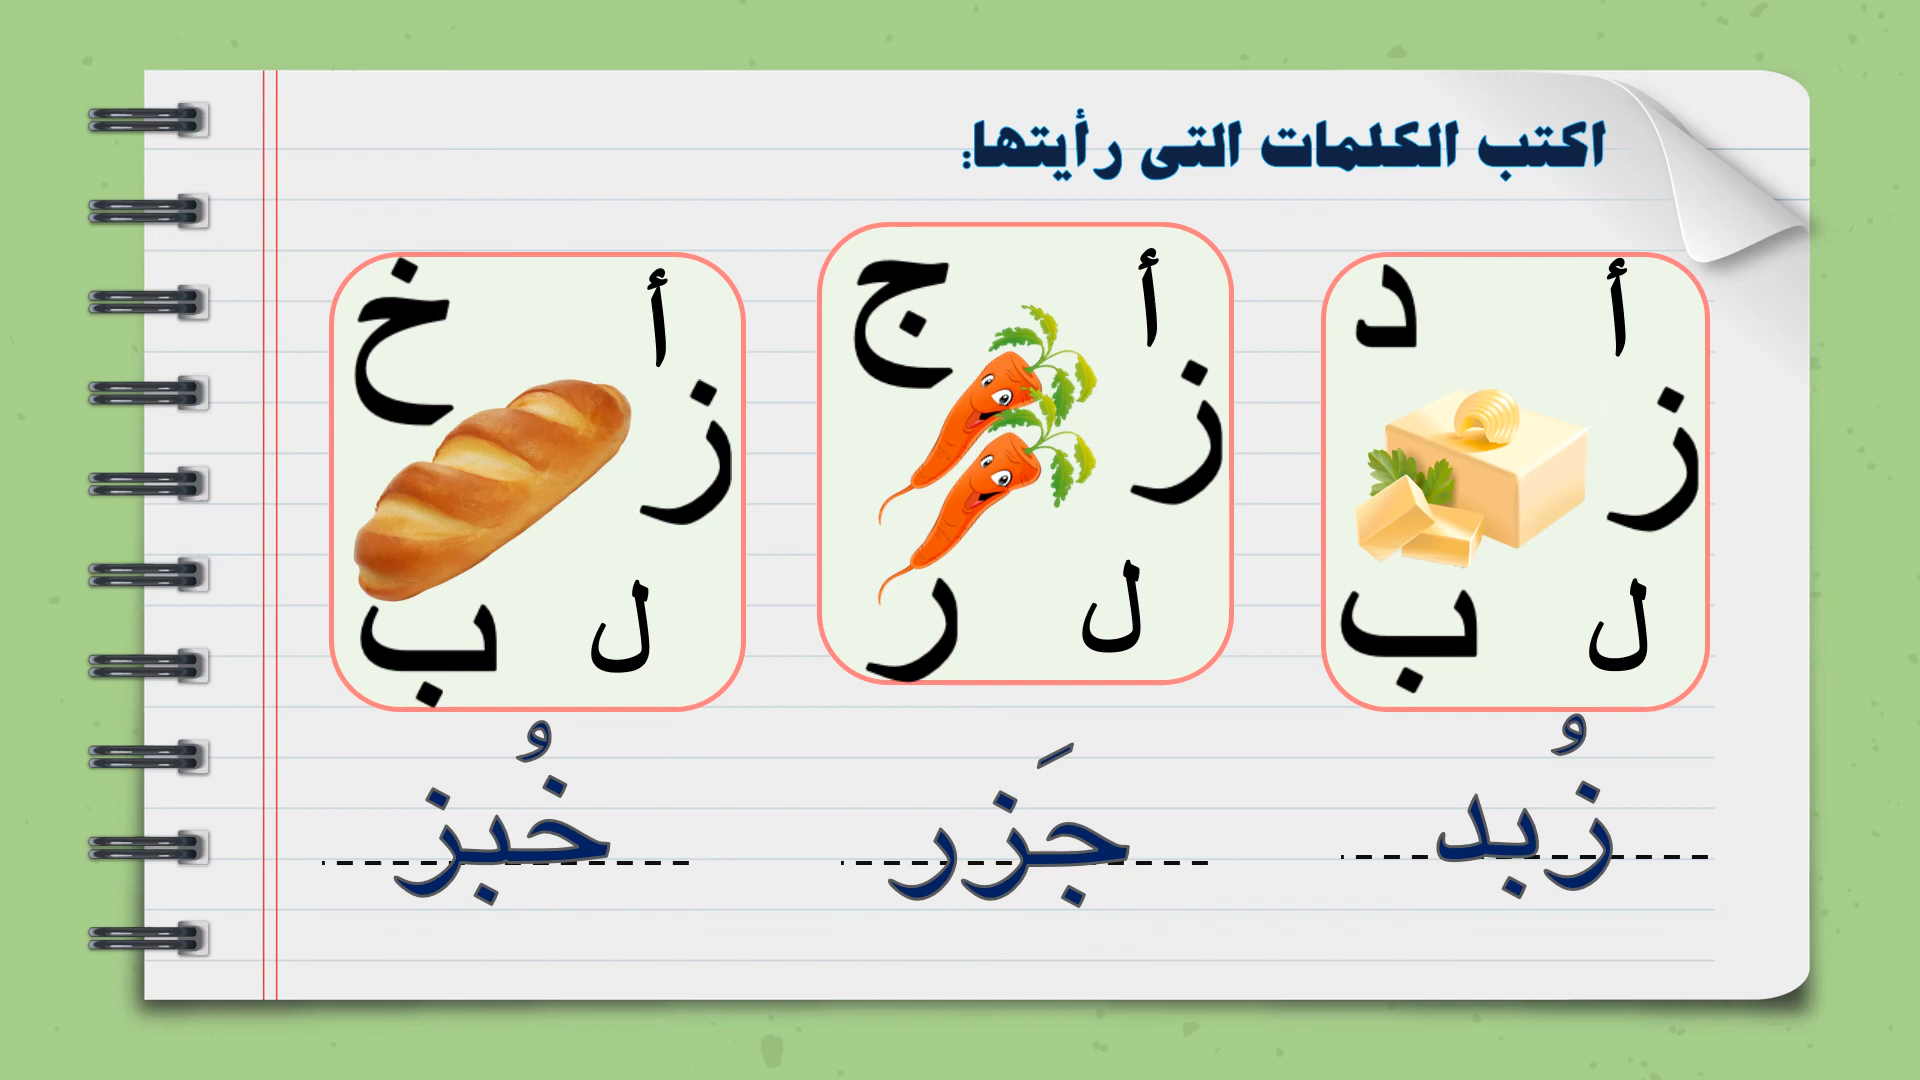 اكتب الكلمات التى رأيتها:
أ د
ز
ل ب
أ ج
ز
ل ر
أ خ
ز
ل ب
زُبد
جَزر
خُبز